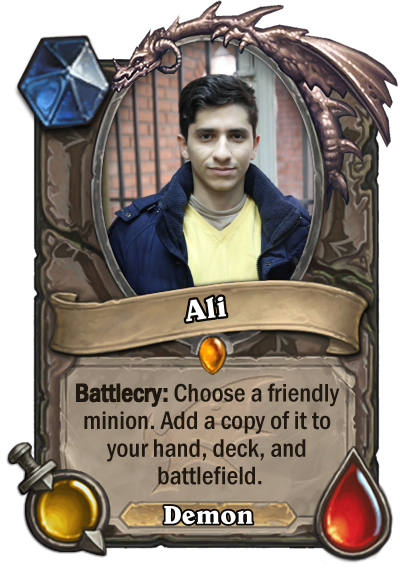 Ali
Battlecry: Choose a friendly
minion. Add a copy of it to
your hand, deck, and
battlefield.
Demon